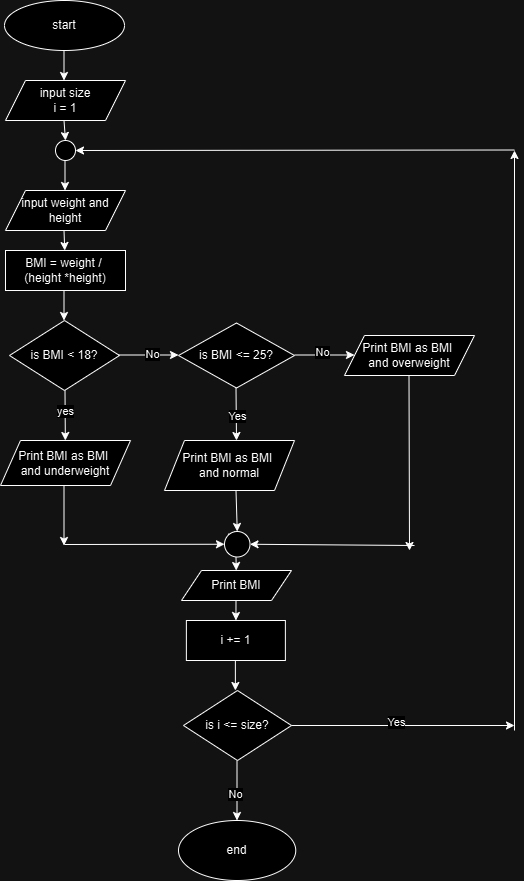 start
input size
i = 1
input weight and
height
BMI = weight /
(height *height)
is BMI < 18?
No
is BMI <= 25?
No
Print BMI as BMI
and overweight
yes
Yes
Print BMI as BMI
and underweight
Print BMI as BMI
and normal
Print BMI
i += 1
is i <= size?
Yes
No
end